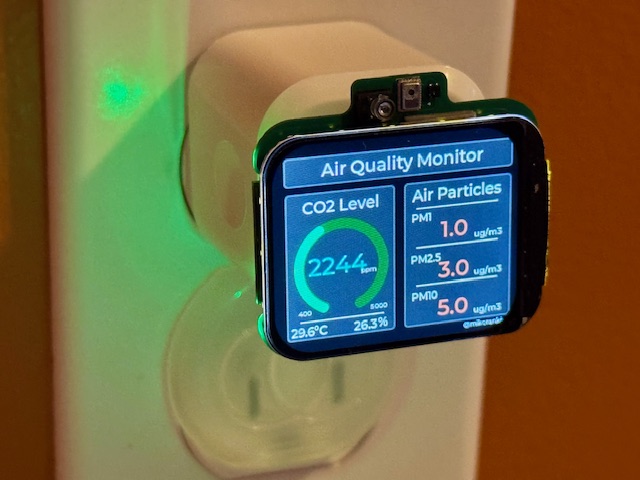 Air Quality Monitor
CO2 Level
2244 ppm
400 5000
29.6°C 26.3%
Air Particles
PM1
1.0 ug/m3
PM2.5
3.0 ug/m3
PM10
5.0 ug/m3